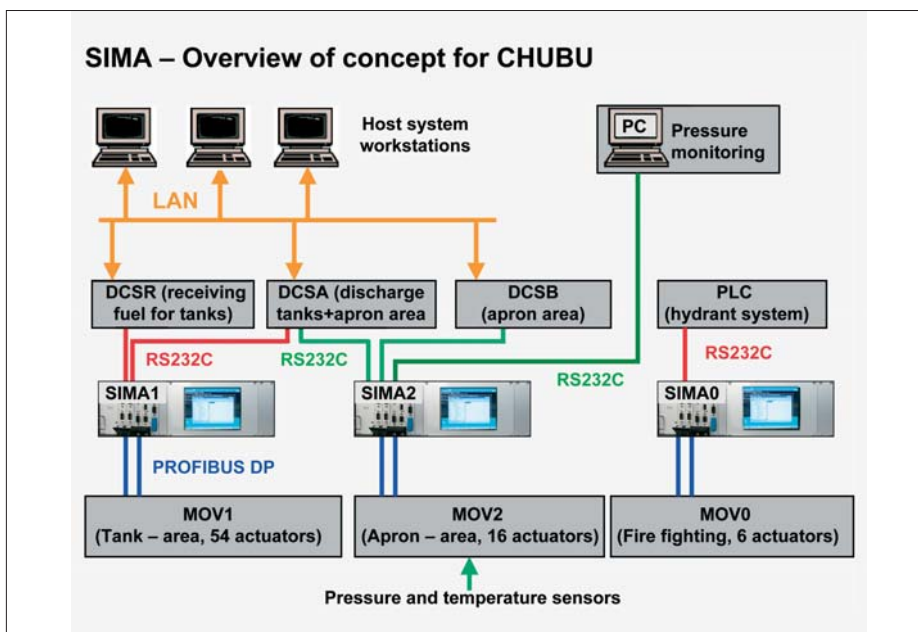 SIMA – Overview of concept for CHUBU
Host system
workstations
PC
Pressure
monitoring
LAN
DCSR (receiving
fuel for tanks)
DCSA (discharge
tanks+apron area
DCSB
(apron area)
PLC
(hydrant system)
RS232C
RS232C
RS232C
RS232C
SIMA1
SIMA2
SIMA0
PROFIBUS DP
MOV1
(Tank – area, 54 actuators)
MOV2
(Apron – area, 16 actuators)
MOV0
(Fire fighting, 6 actuators)
Pressure and temperature sensors